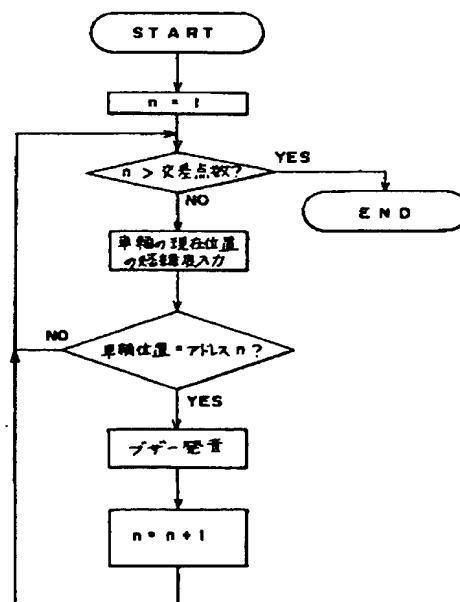 START
n = 1
n > 交差点数?
YES
NO
END
車輌の現在位置
の経緯度入力
車輌位置=アドレス n?
NO
YES
ブザー発音
n = n + 1